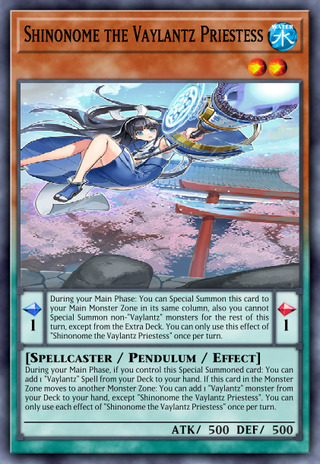 Shinonome the Vaylantz Priestess
WATER
水
During your Main Phase: You can Special Summon this card to
your Main Monster Zone in its same column, also you cannot
Special Summon non-"Vaylantz" monsters for the rest of this
turn, except from the Extra Deck. You can only use this effect of
"Shinonome the Vaylantz Priestess" once per turn.
1
1
[Spellcaster / Pendulum / Effect]
During your Main Phase, if you control this Special Summoned card: You can
add 1 "Vaylantz" Spell from your Deck to your hand. If this card in the Monster
Zone moves to another Monster Zone: You can add 1 "Vaylantz" monster from
your Deck to your hand, except "Shinonome the Vaylantz Priestess". You can
only use each effect of "Shinonome the Vaylantz Priestess" once per turn.
ATK/ 500 DEF/ 500